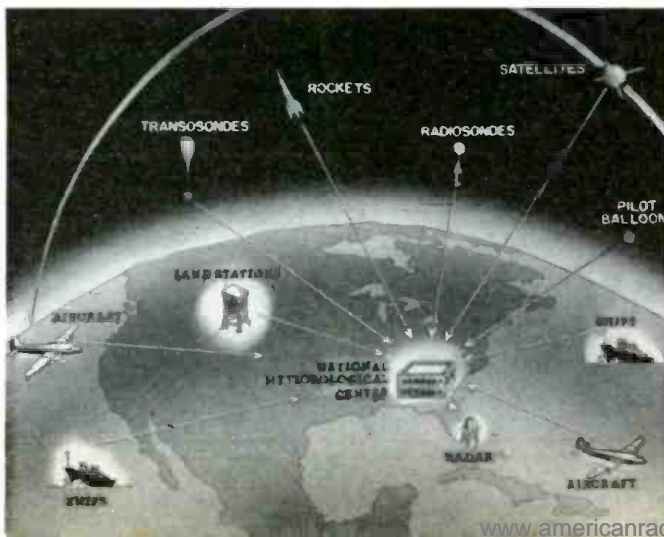 SATELLITES
ROCKETS
TRANSOSONDES
RADIOSONDES
PILOT
BALLOON
LAND STATIONS
AIRCRAFT
SHIPS
NATIONAL
METEOROLOGICAL
CENTER
RADAR
AIRCRAFT
SHIPS
www.americanrad